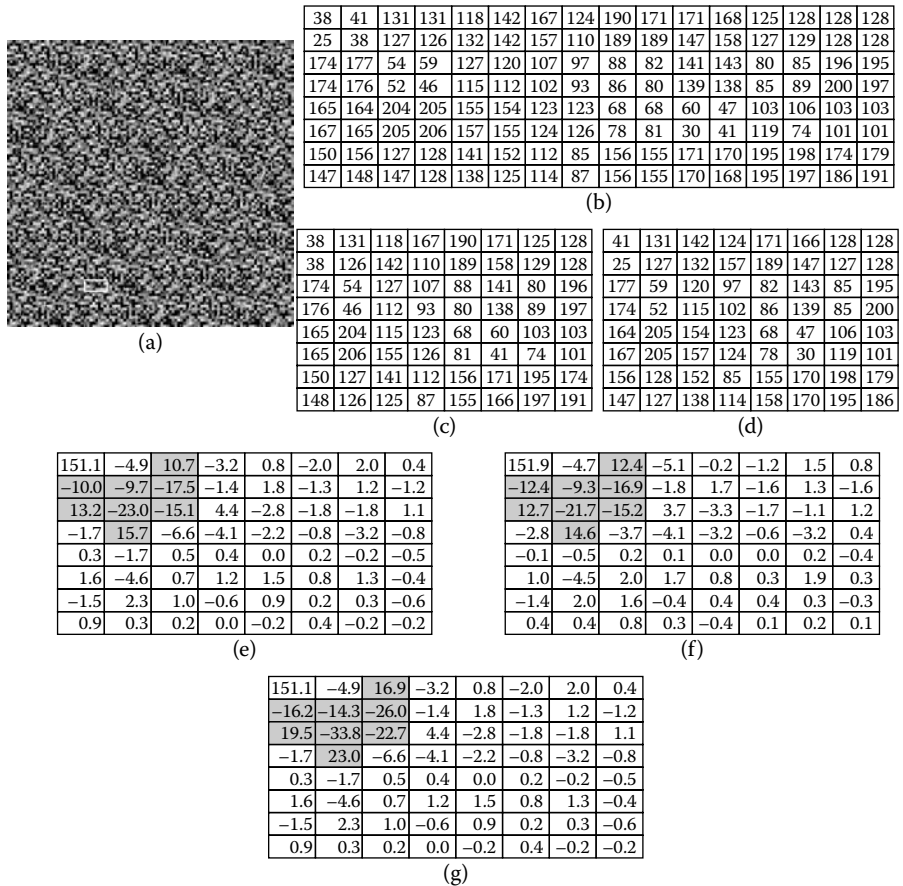 38 41 131 131 118 142 167 124 190 171 171 168 125 128 128 128
25 38 127 126 132 142 157 110 189 189 147 158 127 129 128 128
174 177 54 59 127 120 107 97 88 82 141 143 80 85 196 195
174 176 52 46 115 112 102 93 86 80 139 138 85 89 200 197
165 164 204 205 155 154 123 123 68 68 60 47 103 106 103 103
167 165 205 206 157 155 124 126 78 81 30 41 119 74 101 101
150 156 127 128 141 152 112 85 156 155 171 170 195 198 174 179
147 148 147 128 138 125 114 87 156 155 170 168 195 197 186 191
(b)
(a)
38 131 118 167 190 171 125 128
38 126 142 110 189 158 129 128
174 54 127 107 88 141 80 196
176 46 112 93 80 138 89 197
165 204 115 123 68 60 103 103
165 206 155 126 81 41 74 101
150 127 141 112 156 171 195 174
148 126 125 87 155 166 197 191
(c)
41 131 142 124 171 166 128 128
25 127 132 157 189 147 127 128
177 59 120 97 82 143 85 195
174 52 115 102 86 139 85 200
164 205 154 123 68 47 106 103
167 205 157 124 78 30 119 101
156 128 152 85 155 170 198 179
147 127 138 114 158 170 195 186
(d)
151.1 −4.9 10.7 −3.2 0.8 −2.0 2.0 0.4
−10.0 −9.7 −17.5 −1.4 1.8 −1.3 1.2 −1.2
13.2 −23.0 −15.1 4.4 −2.8 −1.8 −1.8 1.1
−1.7 15.7 −6.6 −4.1 −2.2 −0.8 −3.2 −0.8
0.3 −1.7 0.5 0.4 0.0 0.2 −0.2 −0.5
1.6 −4.6 0.7 1.2 1.5 0.8 1.3 −0.4
−1.5 2.3 1.0 −0.6 0.9 0.2 0.3 −0.6
0.9 0.3 0.2 0.0 −0.2 0.4 −0.2 −0.2
(e)
151.9 −4.7 12.4 −5.1 −0.2 −1.2 1.5 0.8
−12.4 −9.3 −16.9 −1.8 1.7 −1.6 1.3 −1.6
12.7 −21.7 −15.2 3.7 −3.3 −1.7 −1.1 1.2
−2.8 14.6 −3.7 −4.1 −3.2 −0.6 −3.2 0.4
−0.1 −0.5 0.2 0.1 0.0 0.0 0.2 −0.4
1.0 −4.5 2.0 1.7 0.8 0.3 1.9 0.3
−1.4 2.0 1.6 −0.4 0.4 0.4 0.3 −0.3
0.4 0.4 0.8 0.3 −0.4 0.1 0.2 0.1
(f)
151.1 −4.9 16.9 −3.2 0.8 −2.0 2.0 0.4
−16.2 −14.3 −26.0 −1.4 1.8 −1.3 1.2 −1.2
19.5 −33.8 −22.7 4.4 −2.8 −1.8 −1.8 1.1
−1.7 23.0 −6.6 −4.1 −2.2 −0.8 −3.2 −0.8
0.3 −1.7 0.5 0.4 0.0 0.2 −0.2 −0.5
1.6 −4.6 0.7 1.2 1.5 0.8 1.3 −0.4
−1.5 2.3 1.0 −0.6 0.9 0.2 0.3 −0.6
0.9 0.3 0.2 0.0 −0.2 0.4 −0.2 −0.2
(g)